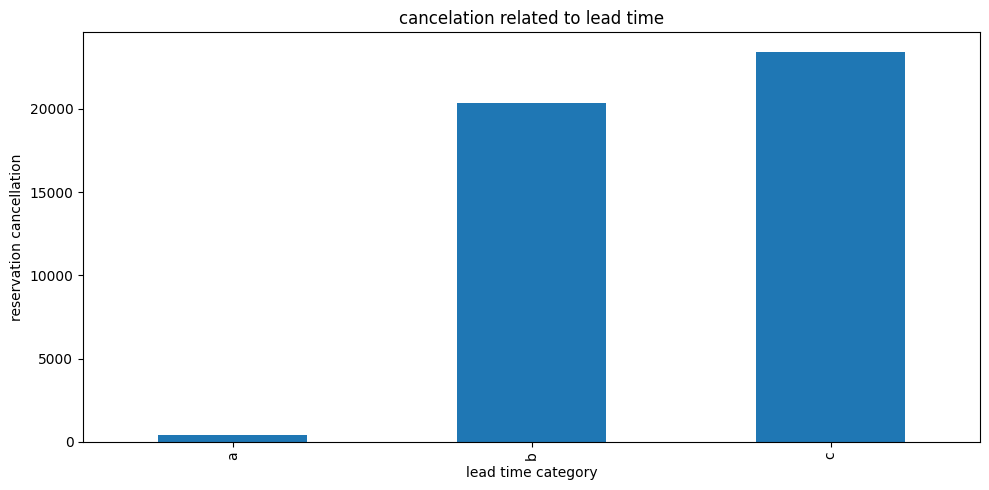 cancelation related to lead time
reservation cancellation
20000
15000
10000
5000
0
a
b
c
lead time category